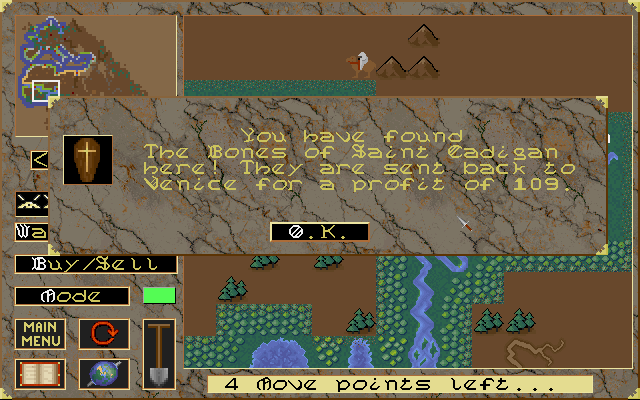 You have found
The Bones of Saint Cadigan
here! They are sent back to
Venice for a profit of 109.
O.K.
<
Wa
Buy/Sell
Mode
MAIN
MENU
4 Move points left...